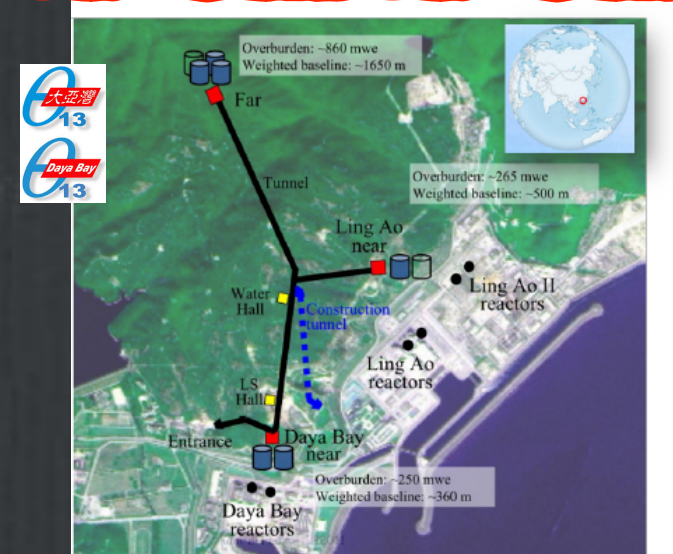 Overburden: ~860 mwe
Weighted baseline: ~1650 m
Far
θ
大亞灣
13
θ
Daya Bay
13
Tunnel
Overburden: ~265 mwe
Weighted baseline: ~500 m
Ling Ao
near
Ling Ao II
reactors
Water
Hall
Construction
tunnel
Ling Ao
reactors
LS
Hall
Entrance
Daya Bay
near
Overburden: ~250 mwe
Weighted baseline: ~360 m
Daya Bay
reactors